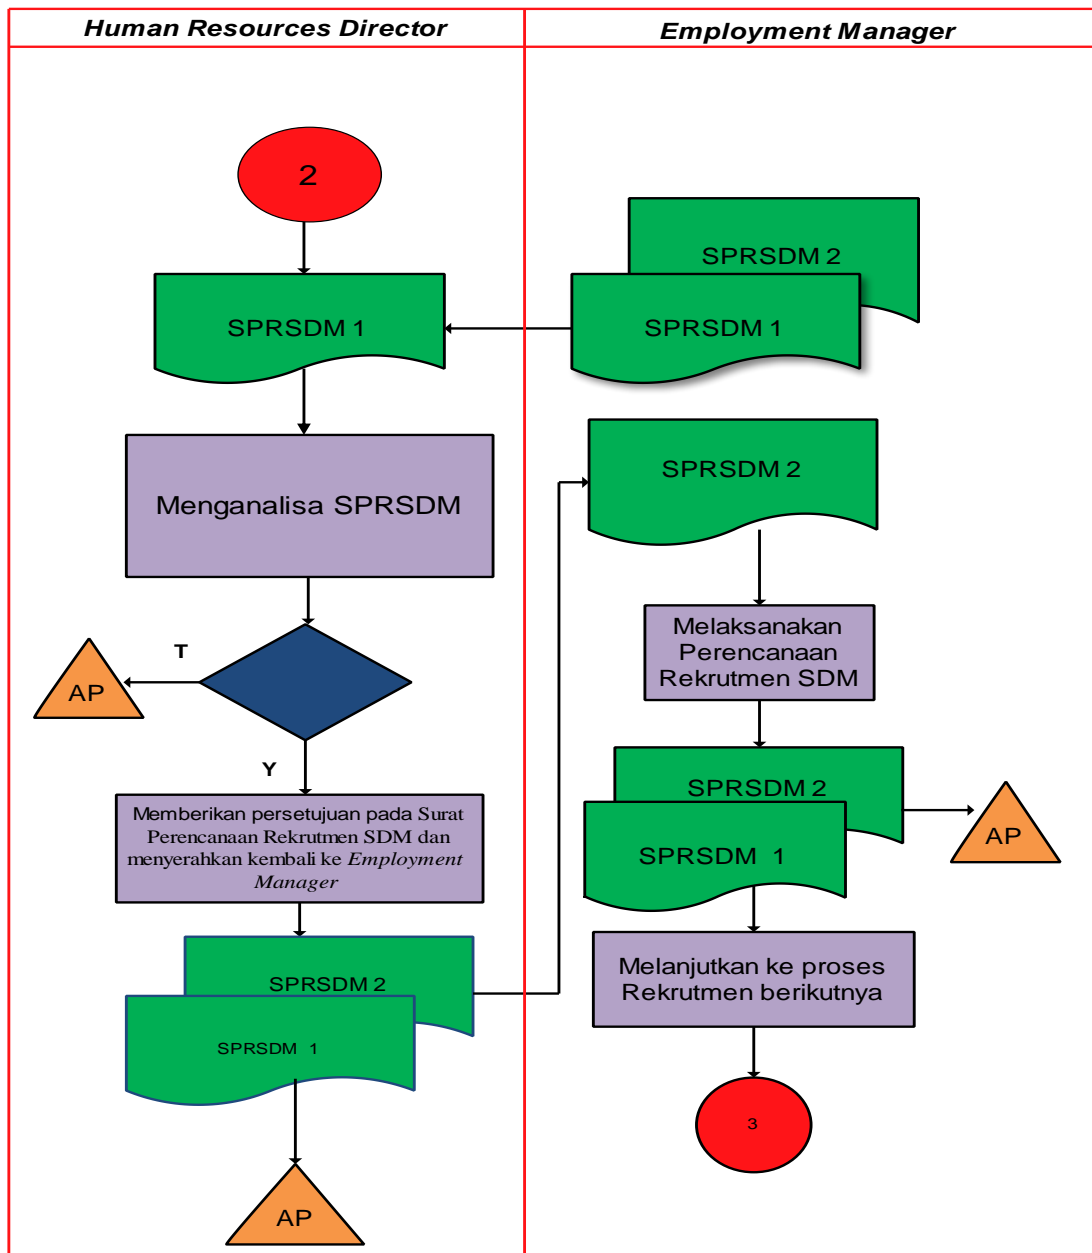 Human Resources Director
Employment Manager
2
SPRSDM 2
SPRSDM 1
SPRSDM 1
Menganalisa SPRSDM
SPRSDM 2
T
AP
Melaksanakan
Perencanaan
Rekrutmen SDM
Y
Memberikan persetujuan pada Surat
Perencanaan Rekrutmen SDM dan
menyerahkan kembali ke Employment
Manager
SPRSDM 2
SPRSDM 1
AP
SPRSDM 2
SPRSDM 1
AP
Melanjutkan ke proses
Rekrutmen berikutnya
3